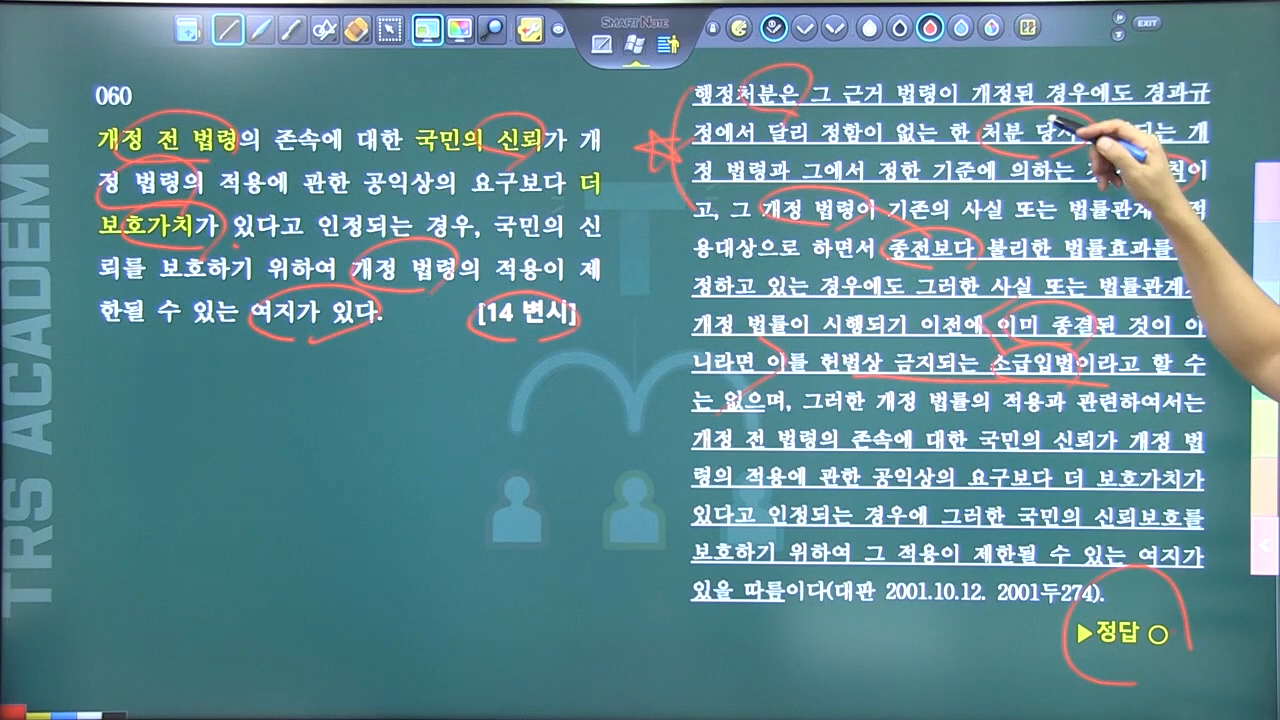 SMARTNOTE
EXIT
060
개정 전 법령의 존속에 대한 국민의 신뢰가 개
정 법령의 적용에 관한 공익상의 요구보다 더
보호가치가 있다고 인정되는 경우, 국민의 신
뢰를 보호하기 위하여 개정 법령의 적용이 제
한될 수 있는 여지가 있다. [14 변시]
행정처분은 그 근거 법령이 개정된 경우에도 경과규
정에서 달리 정함이 없는 한 처분 당시 되는 개
정 법령과 그에서 정한 기준에 의하는
고, 그 개정 법령이 기존의 사실 또는 법률관계 적
용대상으로 하면서 종전보다 불리한 법률효과를
정하고 있는 경우에도 그러한 사실 또는 법률관계
개정 법률이 시행되기 이전에 이미 종결된 것이 아
니라면 이를 헌법상 금지되는 소급입법이라고 할 수
는 없으며, 그러한 개정 법률의 적용과 관련하여서는
개정 전 법령의 존속에 대한 국민의 신뢰가 개정 법
령의 적용에 관한 공익상의 요구보다 더 보호가치가
있다고 인정되는 경우에 그러한 국민의 신뢰보호를
보호하기 위하여 그 적용이 제한될 수 있는 여지가
있을 따름이다(대판 2001.10.12. 2001두274).
▶정답 ○
TRS ACADEMY